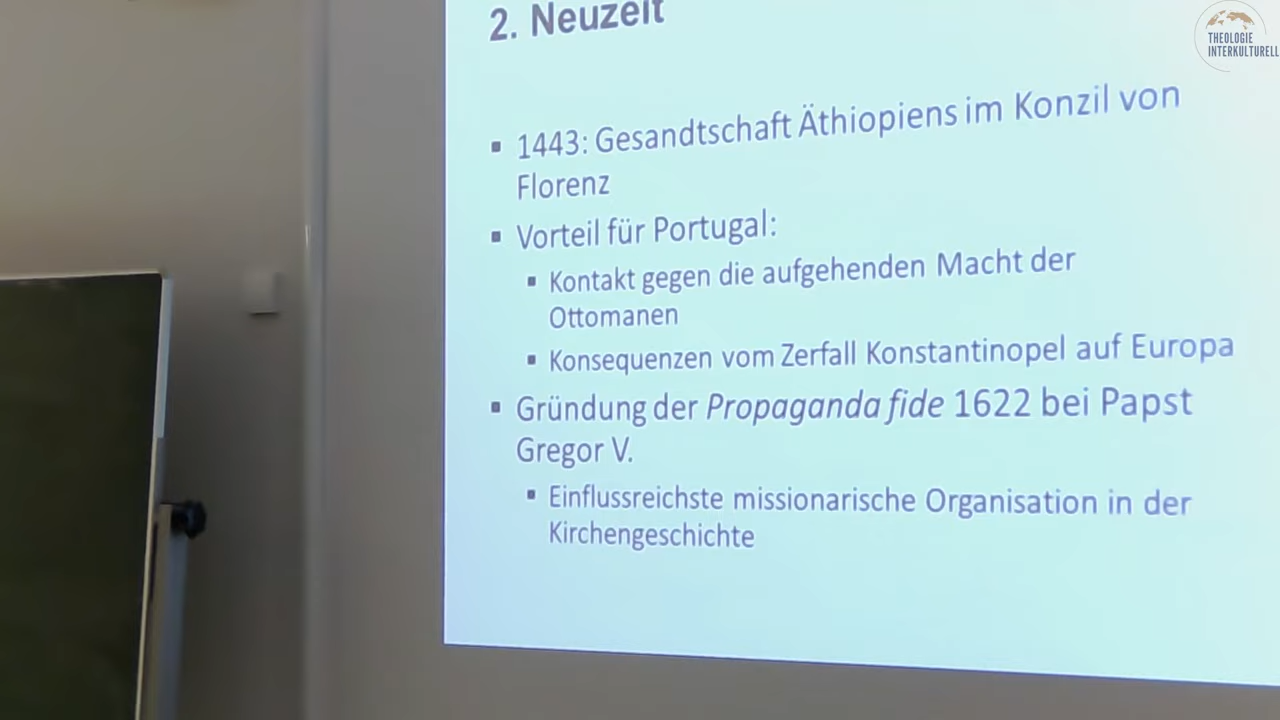 THEOLOGIE
INTERKULTURELL
2. Neuzeit
▪ 1443: Gesandtschaft Äthiopiens im Konzil von
Florenz
▪ Vorteil für Portugal:
▪ Kontakt gegen die aufgehenden Macht der
Ottomanen
▪ Konsequenzen vom Zerfall Konstantinopel auf Europa
▪ Gründung der Propaganda fide 1622 bei Papst
Gregor V.
▪ Einflussreichste missionarische Organisation in der
Kirchengeschichte